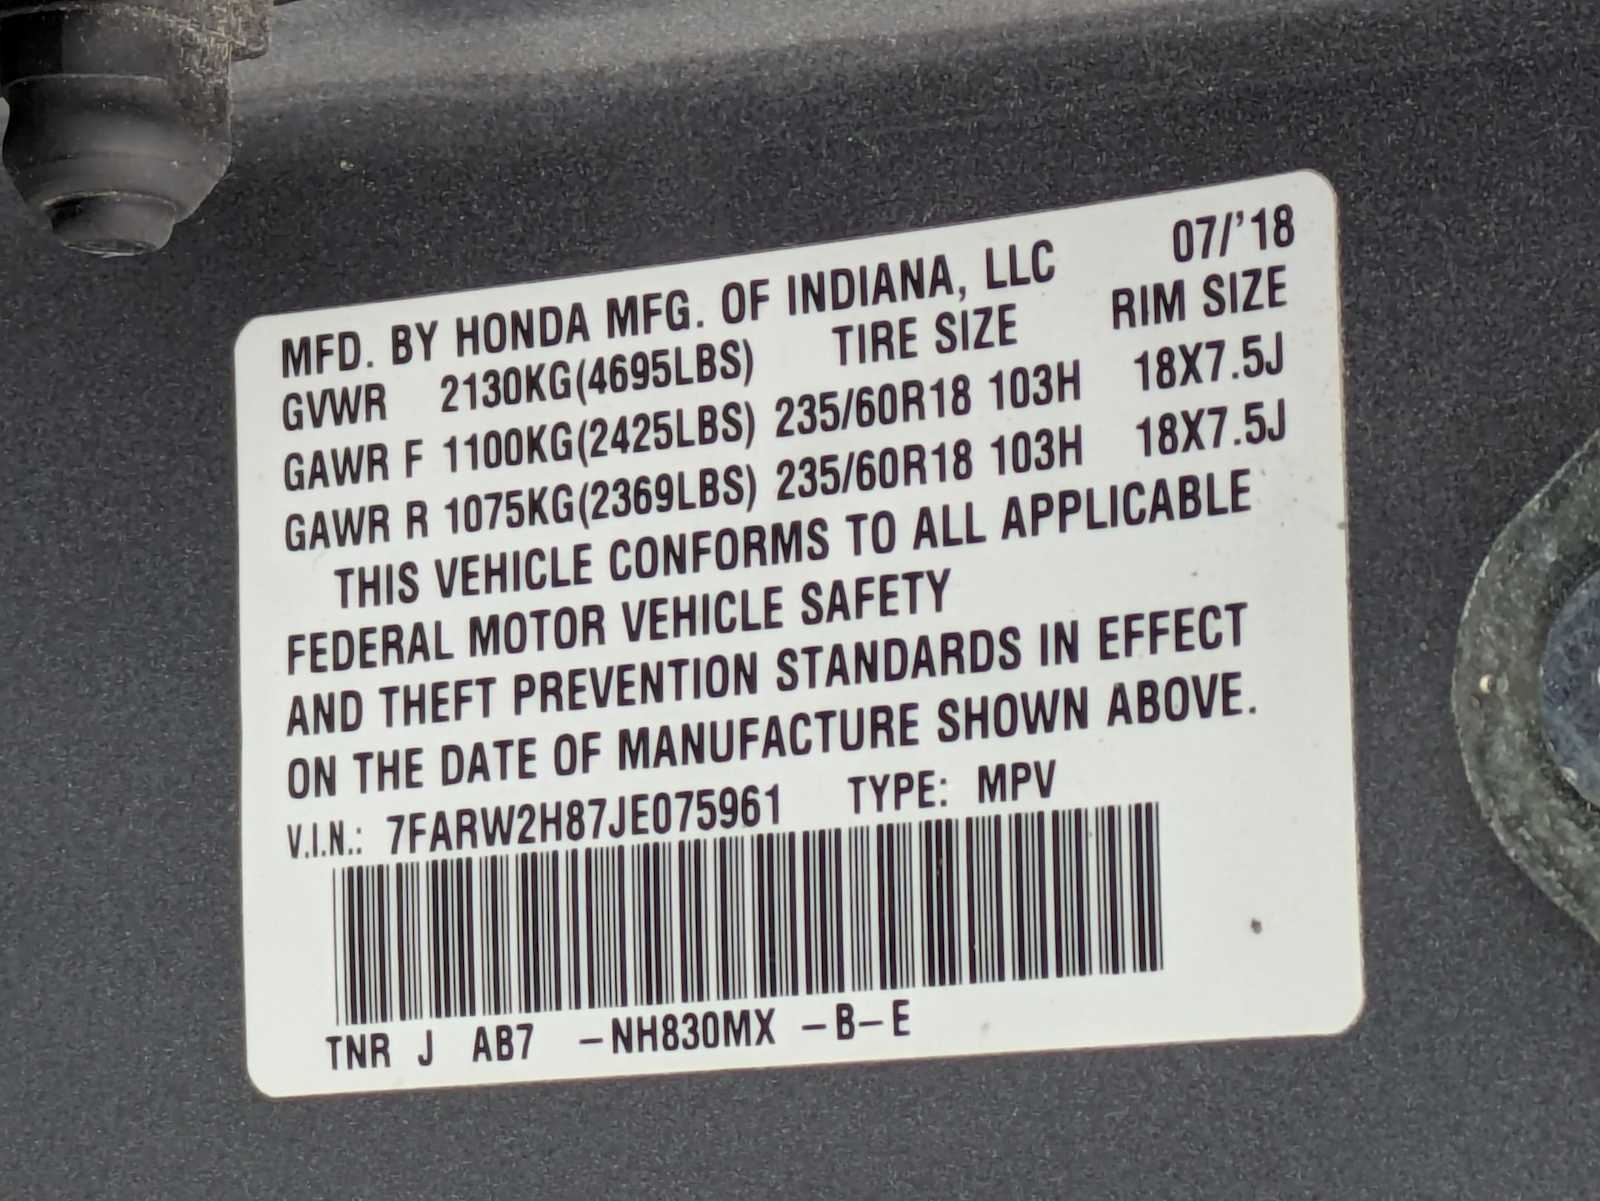 MFD. BY HONDA MFG. OF INDIANA, LLC 07/'18
GVWR 2130KG(4695LBS) TIRE SIZE RIM SIZE
GAWR F 1100KG(2425LBS) 235/60R18 103H 18X7.5J
GAWR R 1075KG(2369LBS) 235/60R18 103H 18X7.5J
THIS VEHICLE CONFORMS TO ALL APPLICABLE
FEDERAL MOTOR VEHICLE SAFETY
AND THEFT PREVENTION STANDARDS IN EFFECT
ON THE DATE OF MANUFACTURE SHOWN ABOVE.
V.I.N.: 7FARW2H87JE075961 TYPE: MPV
TNR J AB7 -NH830MX -B-E